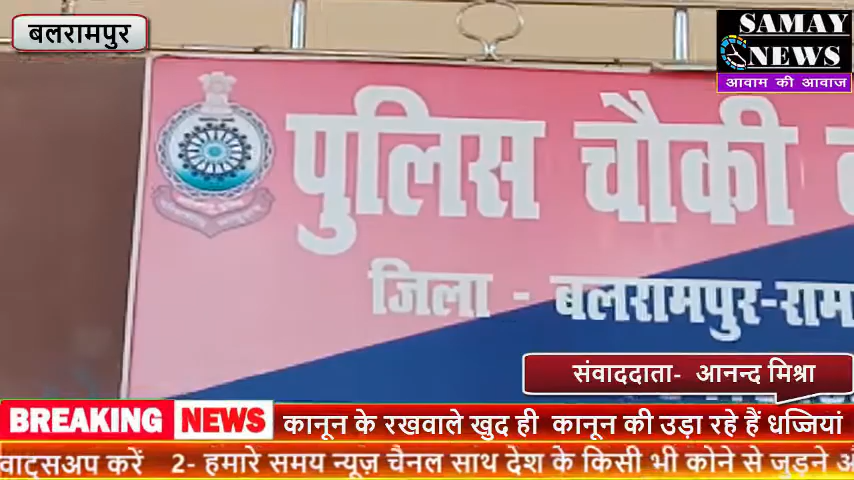 बलरामपुर
SAMAY
NEWS
आवाम की आवाज
पुलिस चौकी
जिला - बलरामपुर-राम
संवाददाता- आनन्द मिश्रा
BREAKING NEWS कानून के रखवाले खुद ही कानून की उड़ा रहे हैं धज्जियां
वाट्सअप करें 2- हमारे समय न्यूज़ चैनल साथ देश के किसी भी कोने से जुड़ने